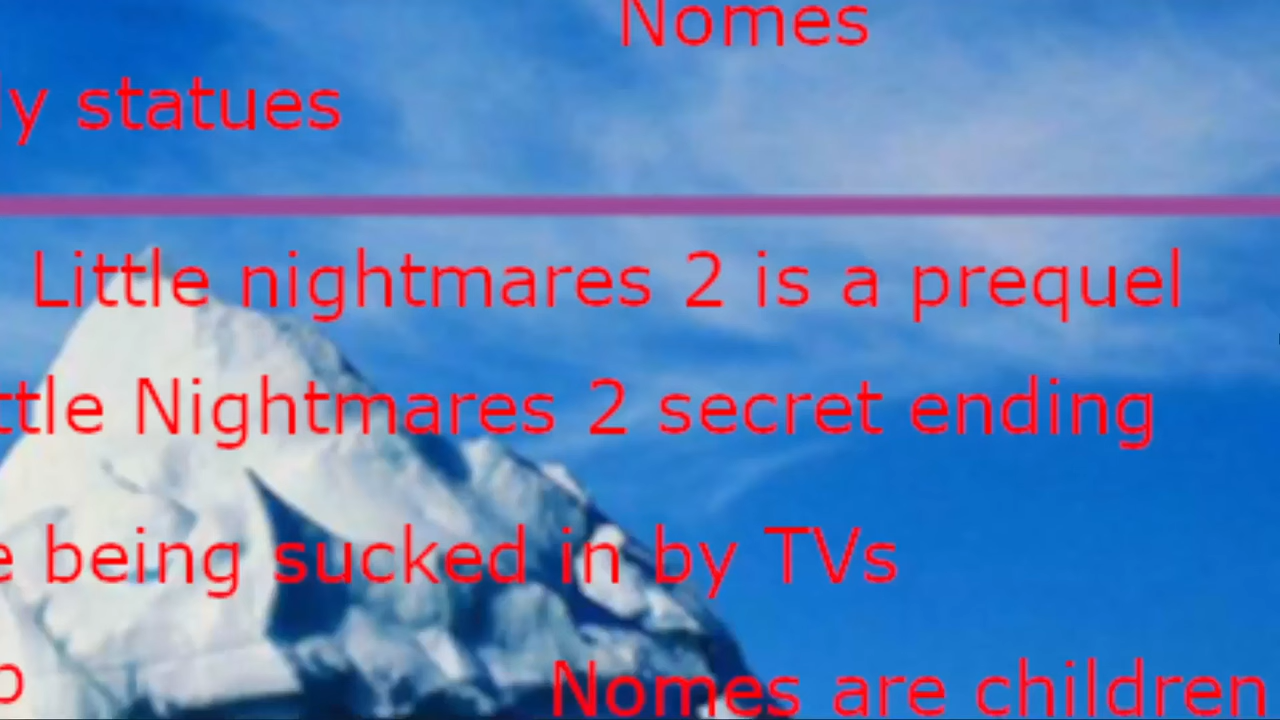 Nomes
statues
Little nightmares 2 is a prequel
Nightmares 2 secret ending
being sucked in by TVs
Nomes are children